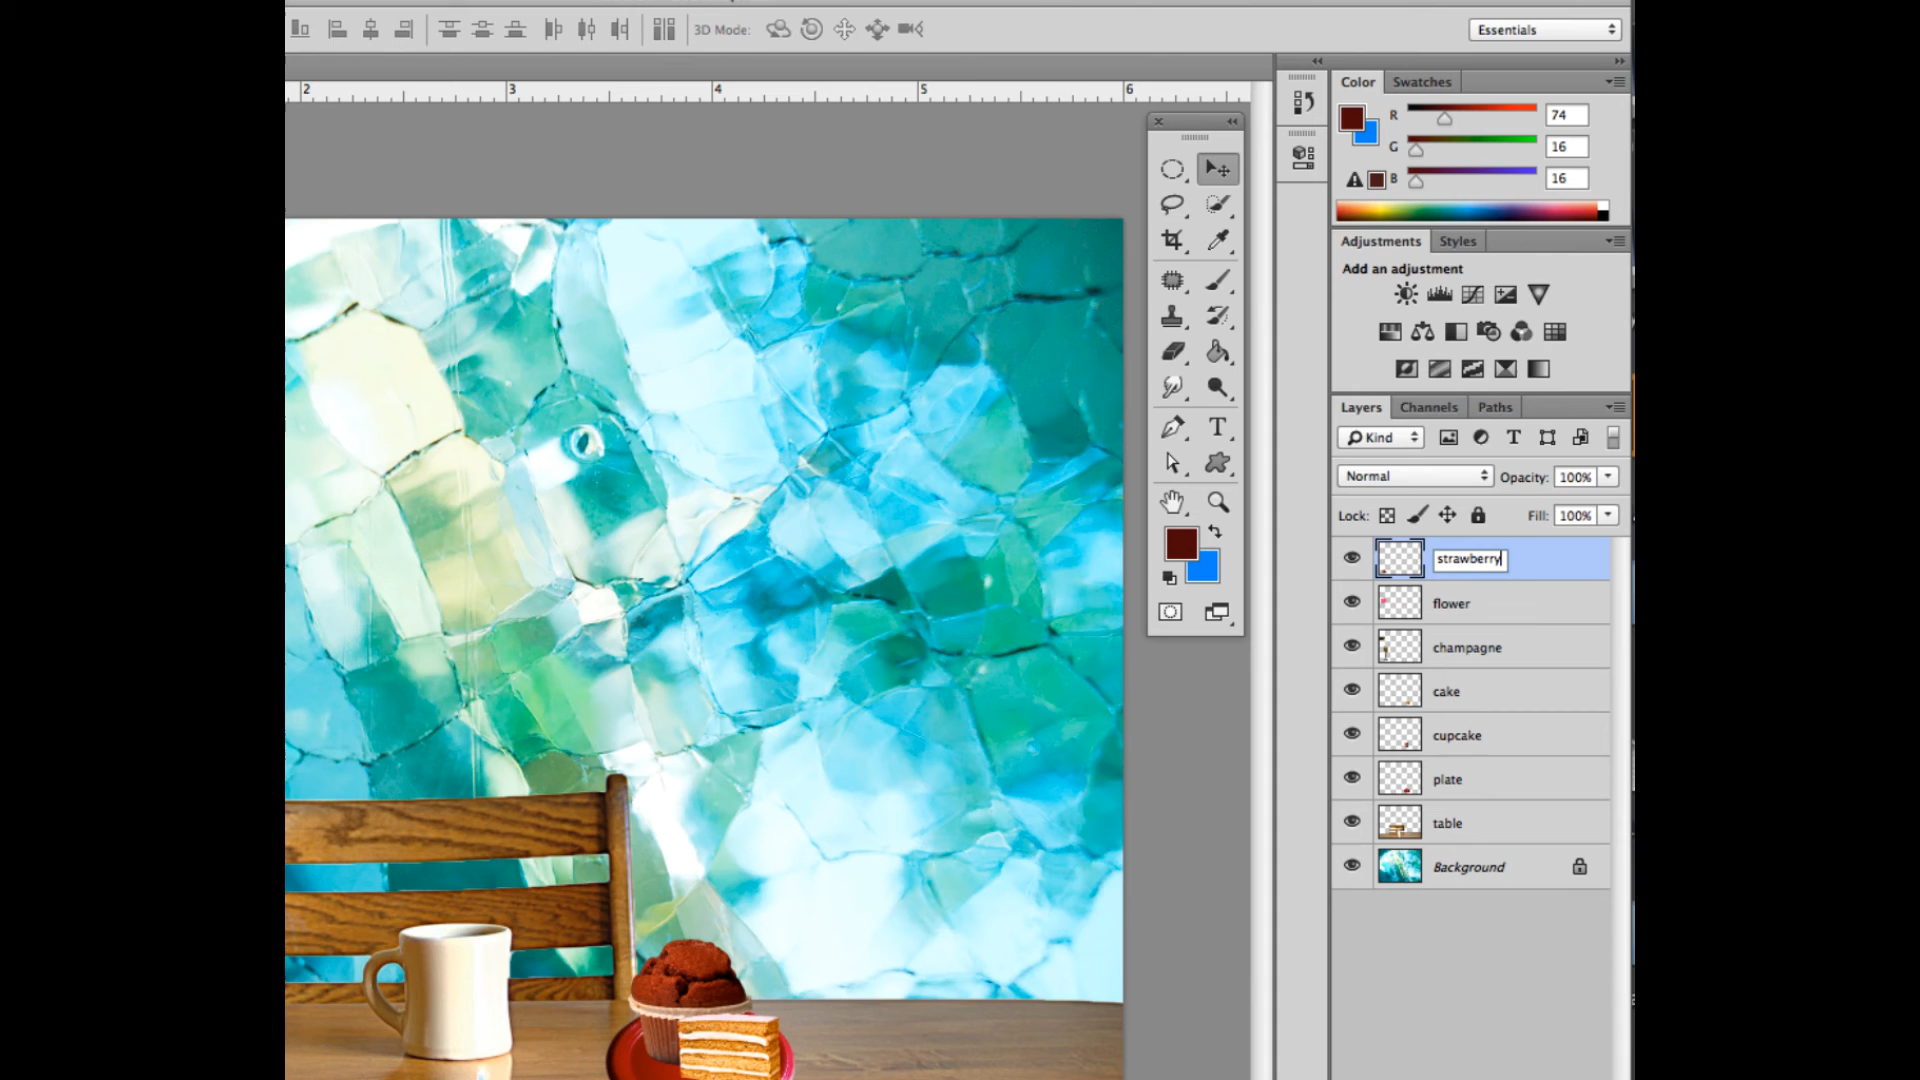 3D Mode:
Essentials
2 3 4 5 6
Color Swatches
R 74
G 16
B 16
Adjustments Styles
Add an adjustment
Layers Channels Paths
Kind
Normal Opacity: 100%
Lock: Fill: 100%
strawberry
flower
champagne
cake
cupcake
plate
table
Background